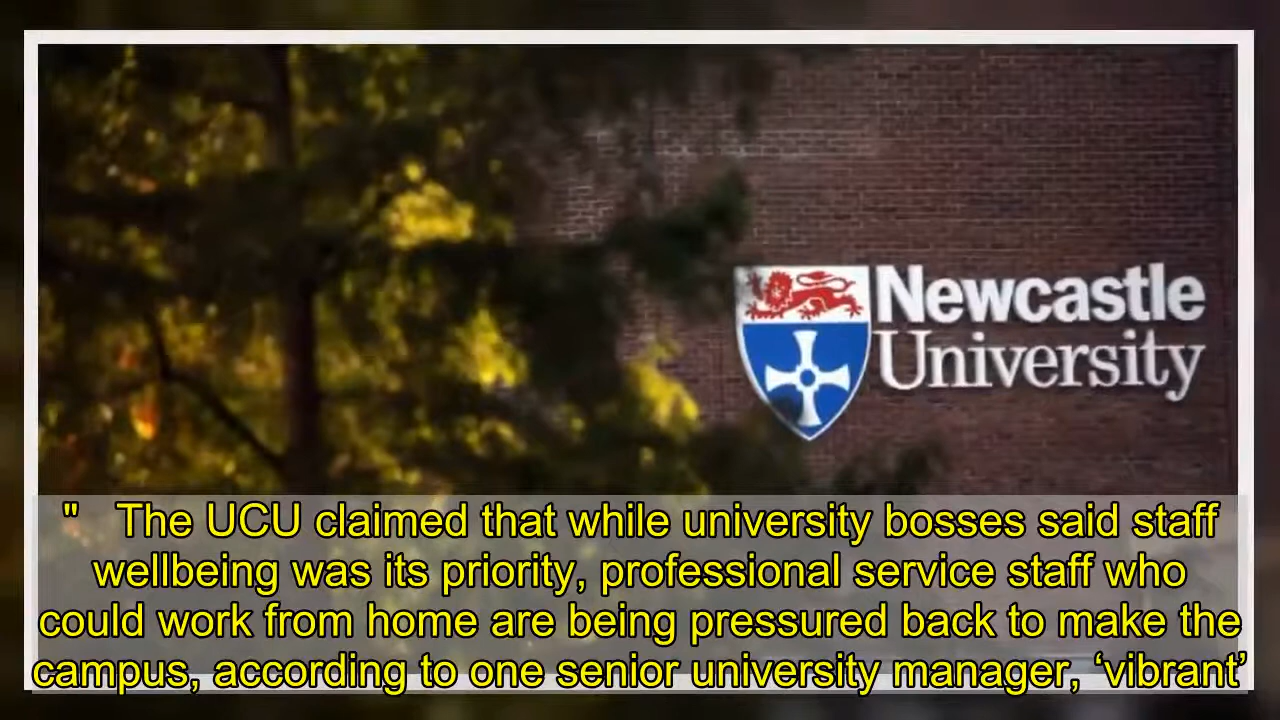 Newcastle
University
" The UCU claimed that while university bosses said staff
wellbeing was its priority, professional service staff who
could work from home are being pressured back to make the
campus, according to one senior university manager, ‘vibrant’